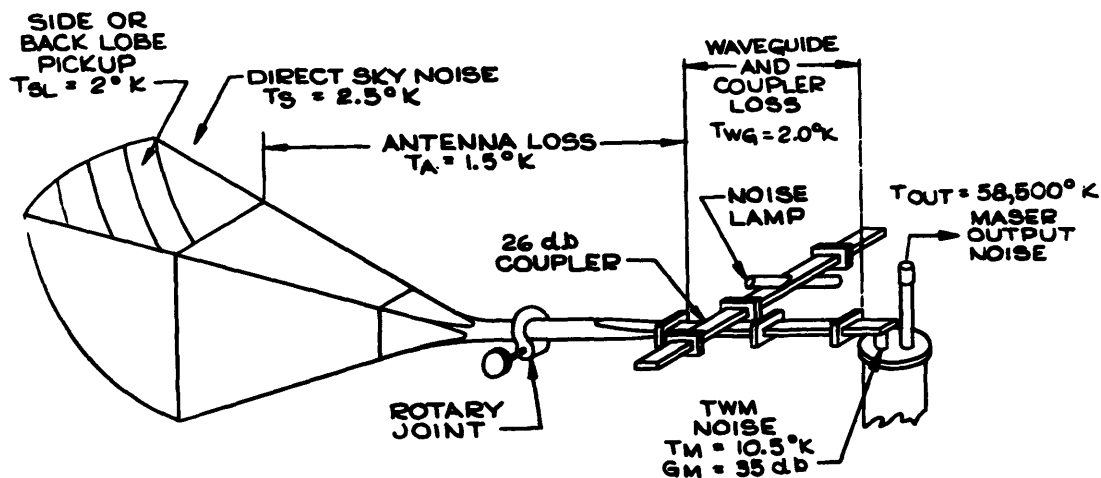 SIDE OR
BACK LOBE
PICKUP
TSL = 2°K
DIRECT SKY NOISE
TS = 2.5°K
ANTENNA LOSS
TA = 1.5°K
WAVEGUIDE
AND
COUPLER
LOSS
TWG = 2.0°K
NOISE
LAMP
TOUT = 58,500°K
MASER
OUTPUT
NOISE
26 db
COUPLER
ROTARY
JOINT
TWM
NOISE
TM = 10.5°K
GM = 35 db